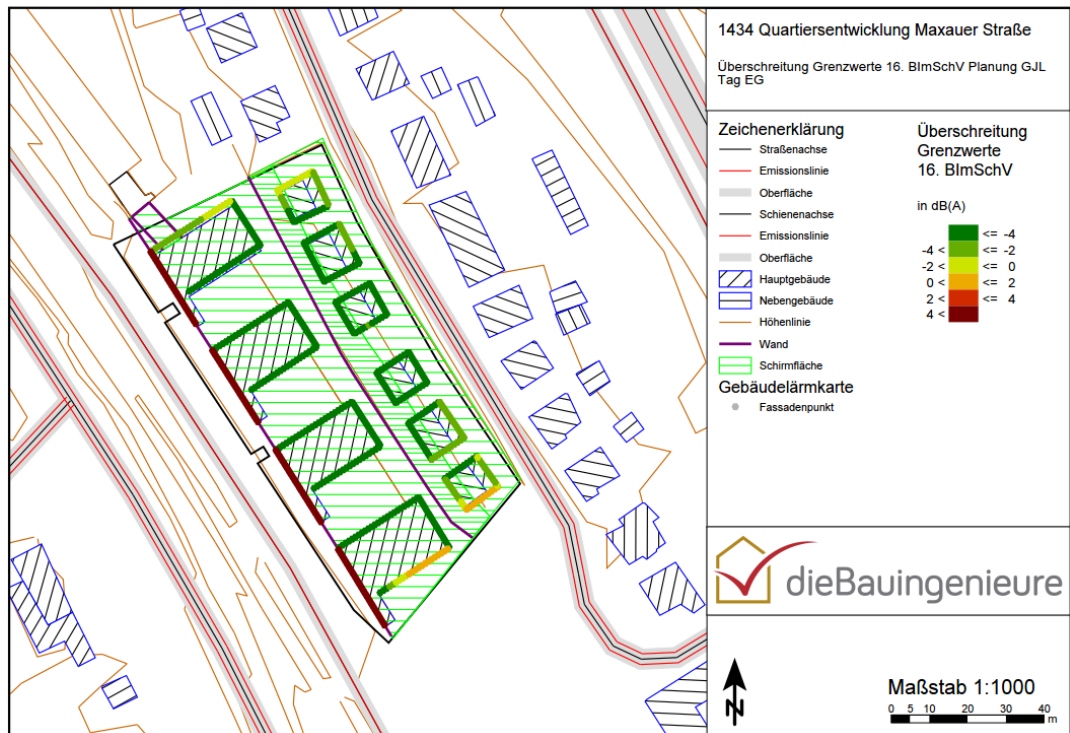 1434 Quartiersentwicklung Maxauer Straße
Überschreitung Grenzwerte 16. BImSchV Planung GJL
Tag EG
Zeichenerklärung
Straßenachse
Emissionslinie
Oberfläche
Schienenachse
Emissionslinie
Oberfläche
Hauptgebäude
Nebengebäude
Höhenlinie
Wand
Schirmfläche
Gebäudelärmkarte
Fassadenpunkt
Überschreitung
Grenzwerte
16. BImSchV
in dB(A)
<= -4
-4 < <= -2
-2 < <= 0
0 < <= 2
2 < <= 4
4 <
dieBauingenieure
N
Maßstab 1:1000
0 5 10 20 30 40
m